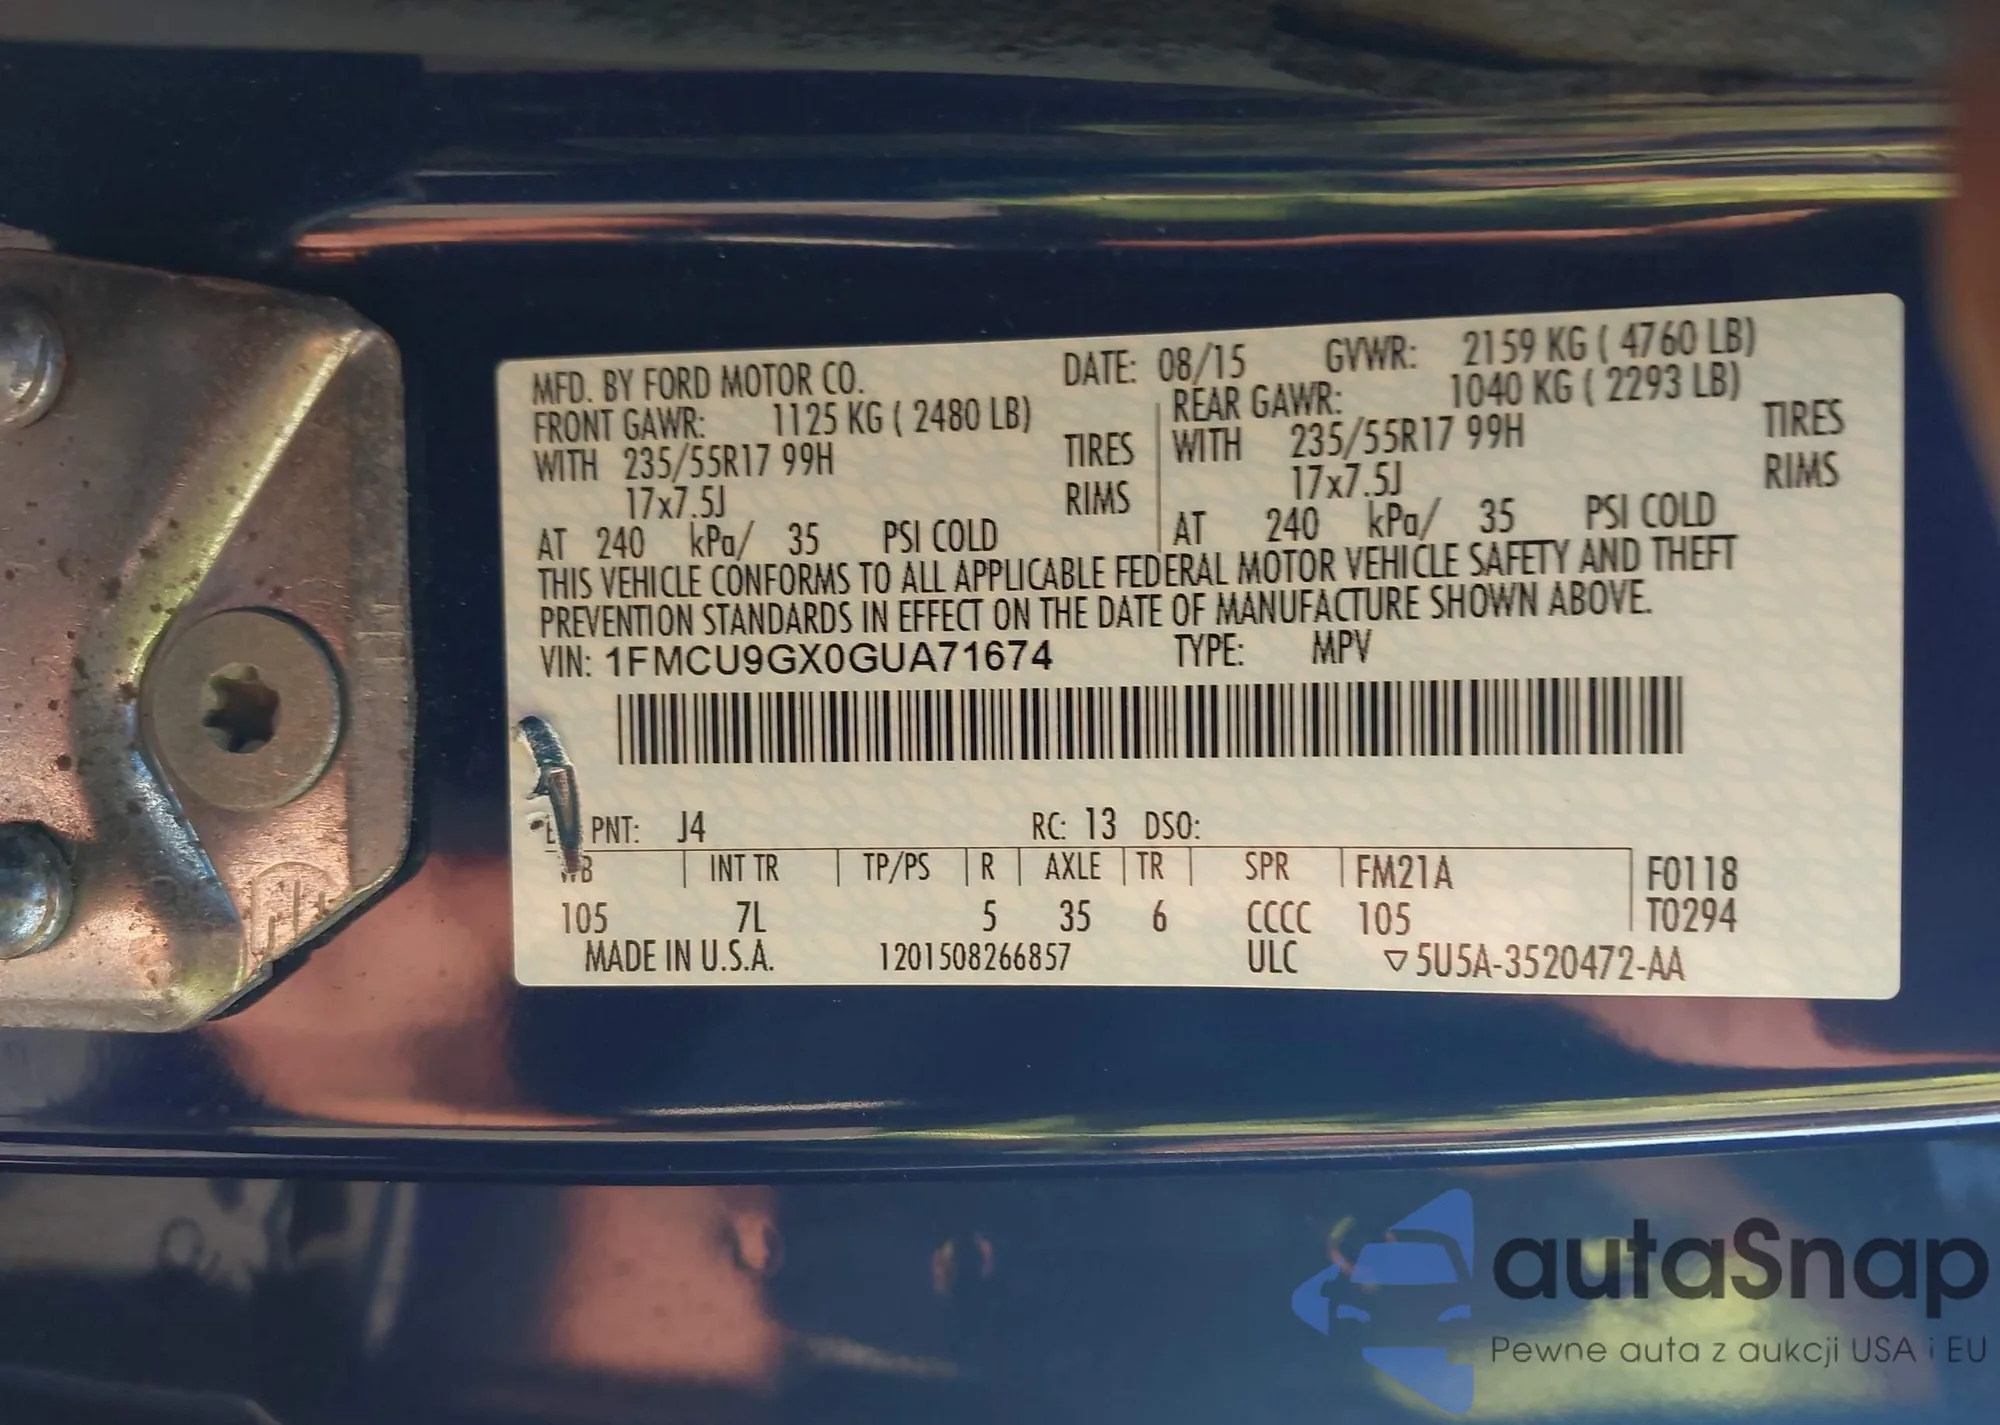 MFD. BY FORD MOTOR CO. DATE: 08/15 GVWR: 2159 KG ( 4760 LB)
FRONT GAWR: 1125 KG ( 2480 LB) REAR GAWR: 1040 KG ( 2293 LB)
WITH 235/55R17 99H TIRES WITH 235/55R17 99H TIRES
17x7.5J RIMS 17x7.5J RIMS
AT 240 kPa/ 35 PSI COLD AT 240 kPa/ 35 PSI COLD
THIS VEHICLE CONFORMS TO ALL APPLICABLE FEDERAL MOTOR VEHICLE SAFETY AND THEFT
PREVENTION STANDARDS IN EFFECT ON THE DATE OF MANUFACTURE SHOWN ABOVE.
VIN: 1FMCU9GX0GUA71674 TYPE: MPV
PNT: J4 RC: 13 DSO:
WB INT TR TP/PS R AXLE TR SPR FM21A F0118
105 7L 5 35 6 CCCC 105 T0294
MADE IN U.S.A. 1201508266857 ULC ▽5U5A-3520472-AA
autaSnap
Pewne auta z aukcji USA i EU